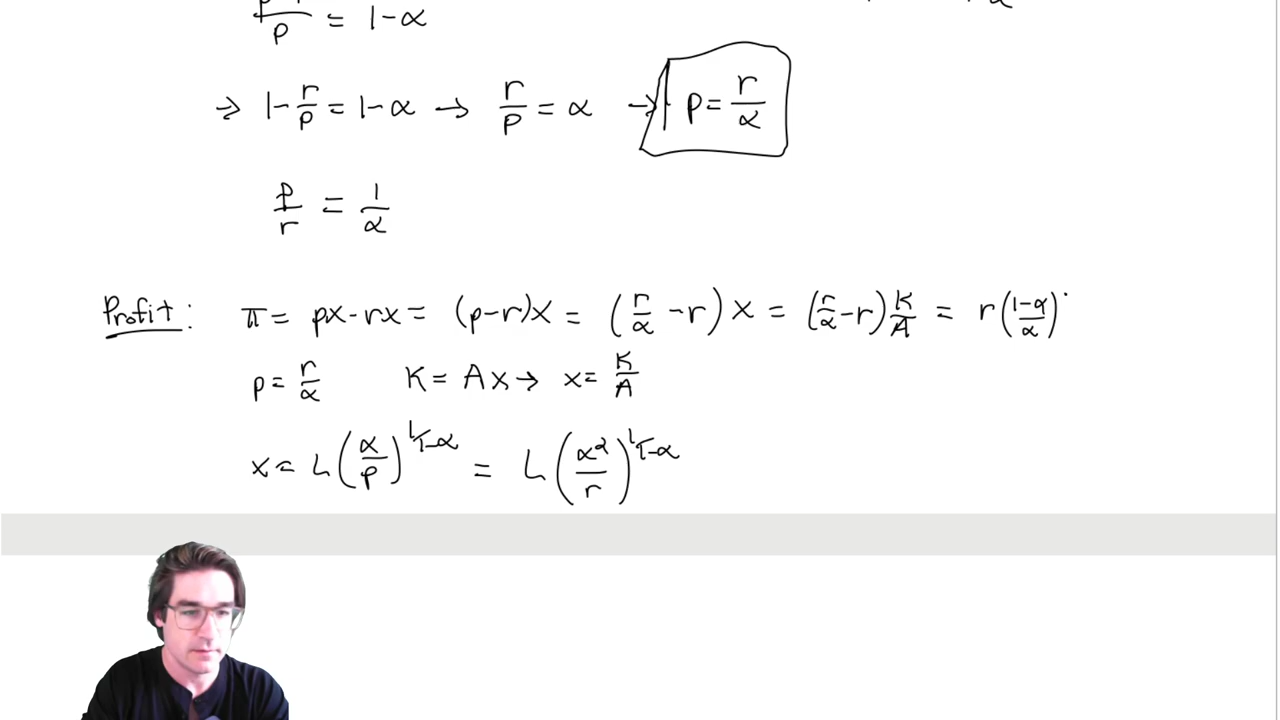 p = 1-α
⇒ 1 - r/p = 1-α → r/p = α → p = r/α
p/r = 1/α
Profit: π = px - rx = (p-r)x = (r/α - r) x = (r/α - r) K/A = r(1-α/α)·
p = r/α K = Ax → x = K/A
x = L(α/p)^1/1-α = L(α²/r)^1/1-α